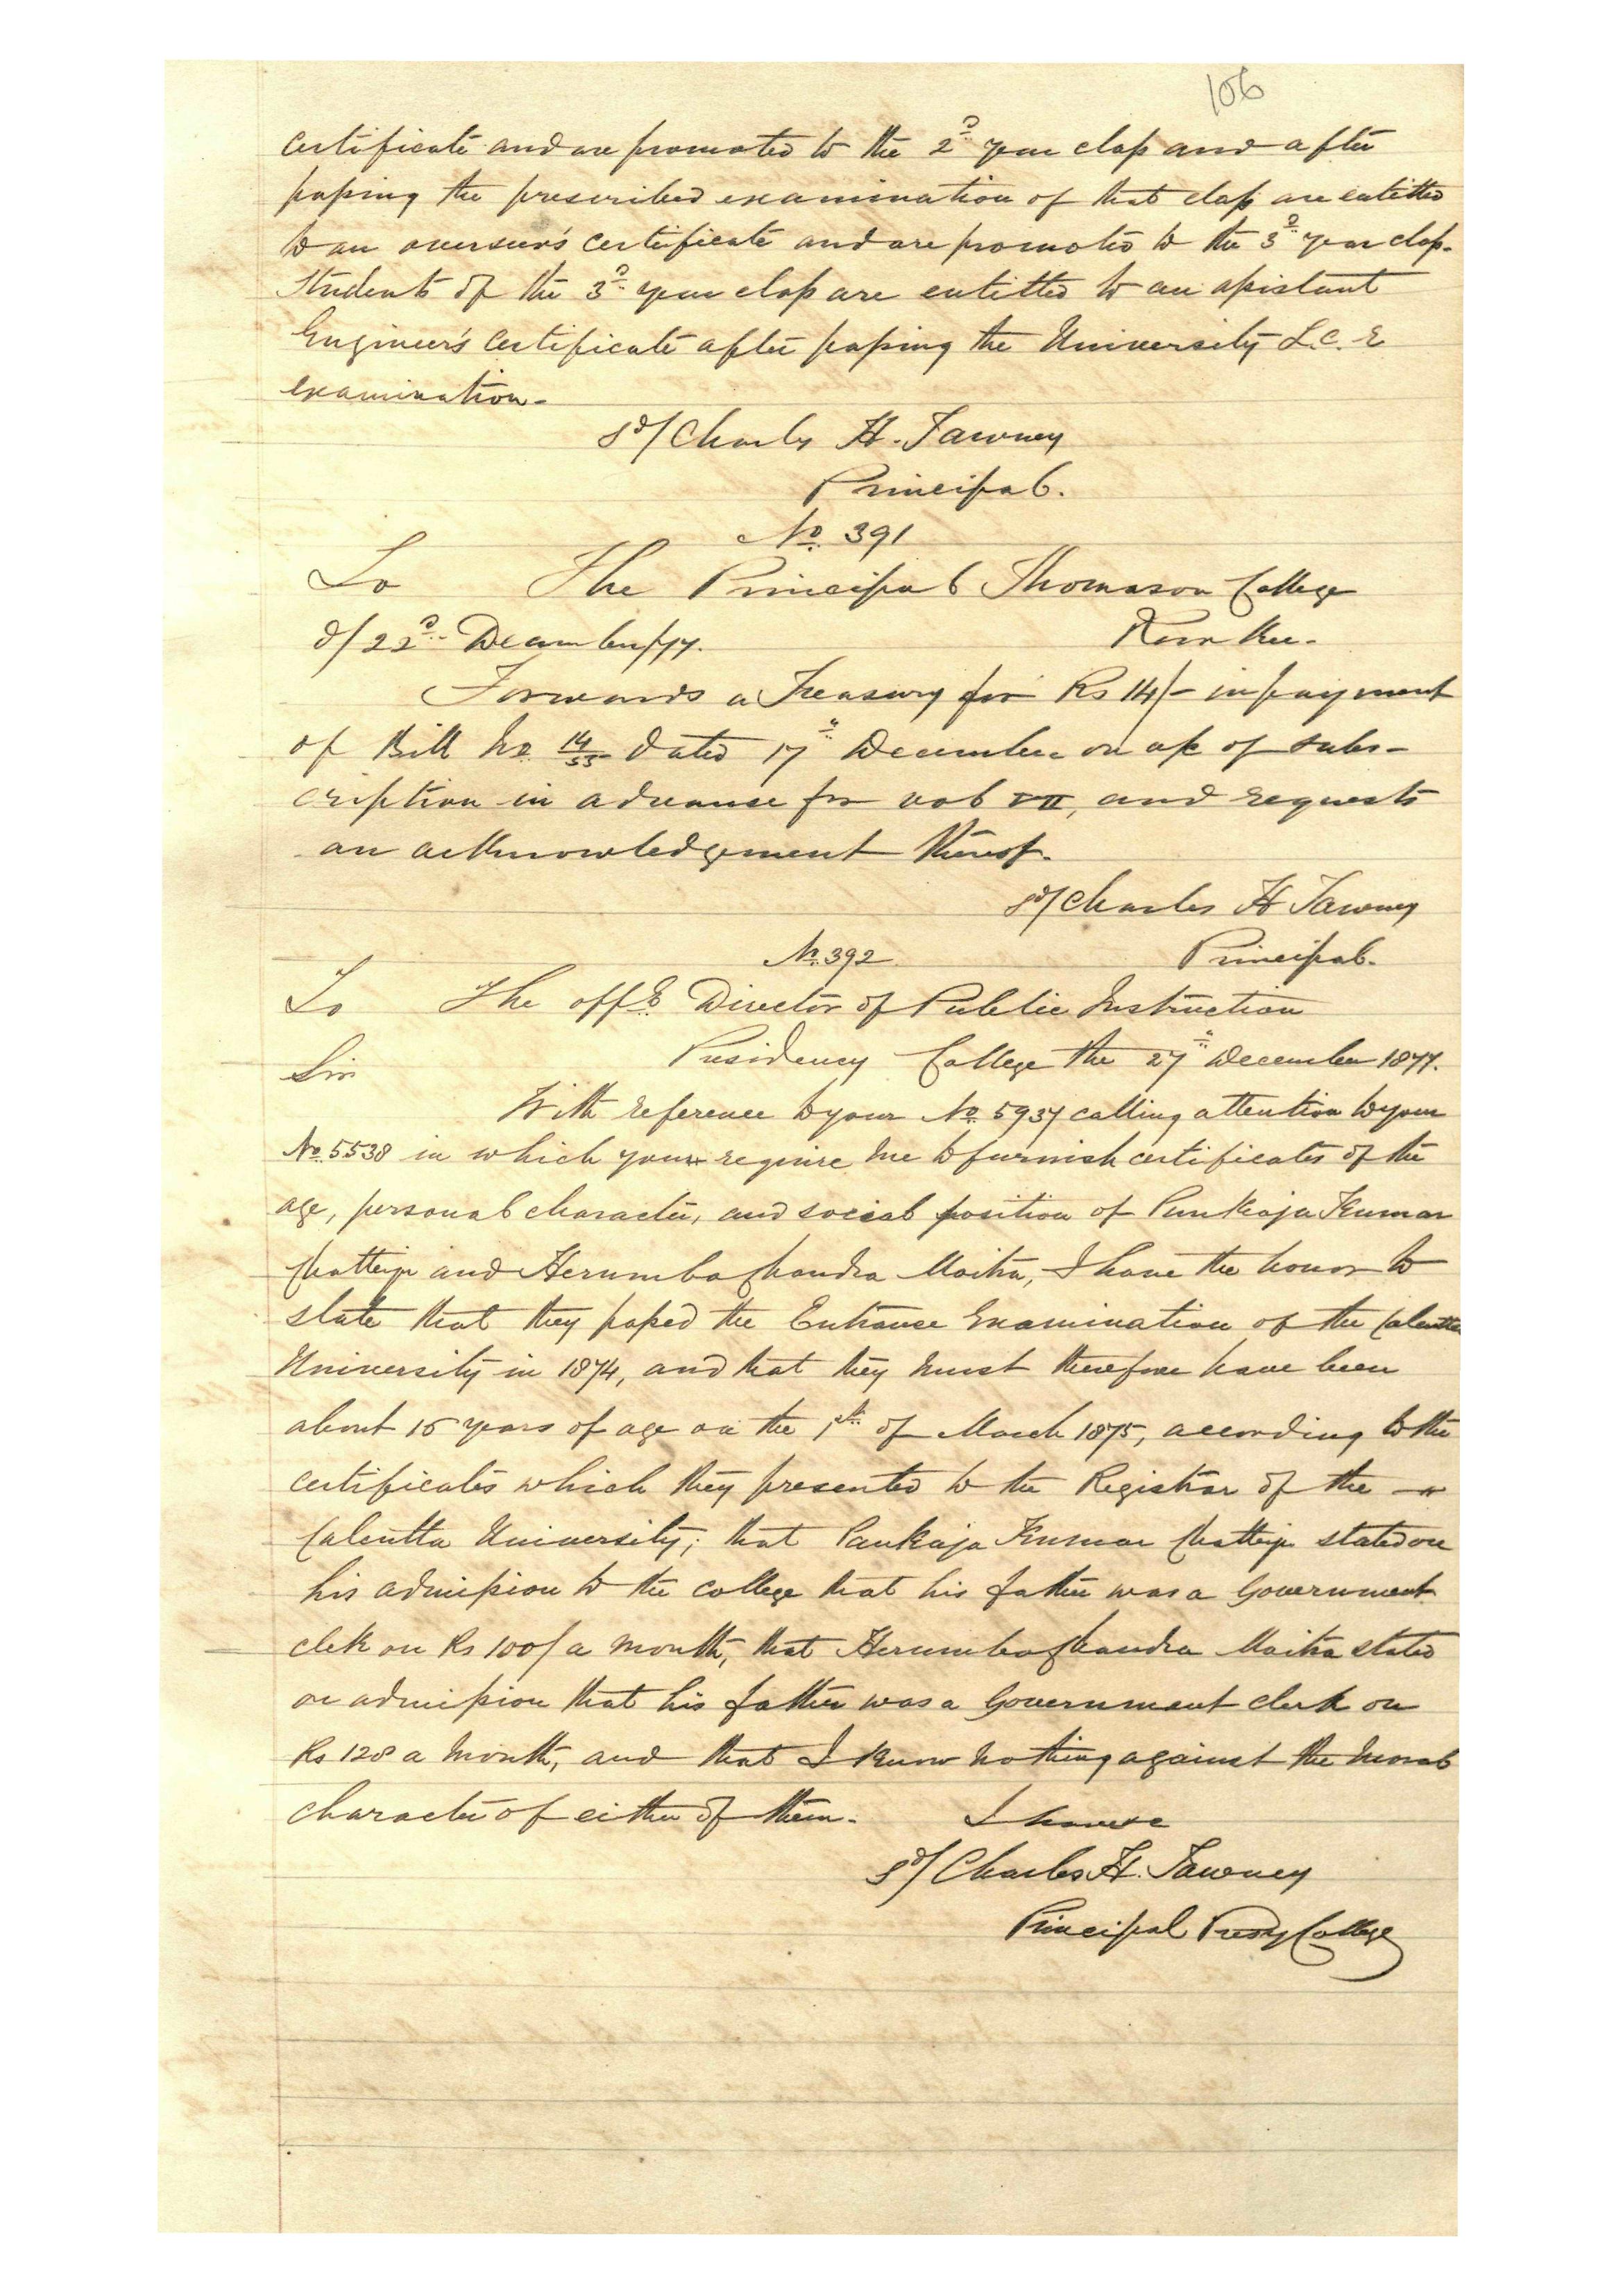 106
certificate and are promoted to the 2d year class and after
passing the prescribed examination of that class are entitled
to an overseer's certificate and are promoted to the 3d year class.
Students of the 3d year class are entitled to an assistant
Engineer's certificate after passing the University L.C.E
examination.
Sd/ Charles H. Tawney
Principal.
No. 391
To The Principal Thomason College
d/ 22d December/77. Roorkee.
Forwards a Treasury for Rs 14/- in payment
of Bill No. 14/55 dated 17th December on a/c of subs-
cription in advance for vol VII, and requests
an acknowledgement thereof.
Sd/ Charles H Tawney
No. 392 Principal.
To The Offg Director of Public Instruction
Presidency College the 27th December 1877.
Sir
With reference to your No. 5937 calling attention to your
No. 5538 in which you require me to furnish certificates of the
age, personal character, and social position of Punkaja Kumar
Chatterji and Herumba Chandra Maitra, I have the honor to
state that they passed the Entrance Examination of the Calcutta
University in 1874, and that they must therefore have been
about 15 years of age on the 1st of March 1875, according to the
certificates which they presented to the Registrar of the
Calcutta University; that Pankaja Kumar Chatterji stated on
his admission to the college that his father was a Government
clek on Rs 100/ a month, that Herumba Chandra Maitra stated
on admission that his father was a Government clerk on
Rs 128 a month, and that I know nothing against the moral
character of either of them. I have &c
Sd/ Charles H. Tawney
Principal Presy College